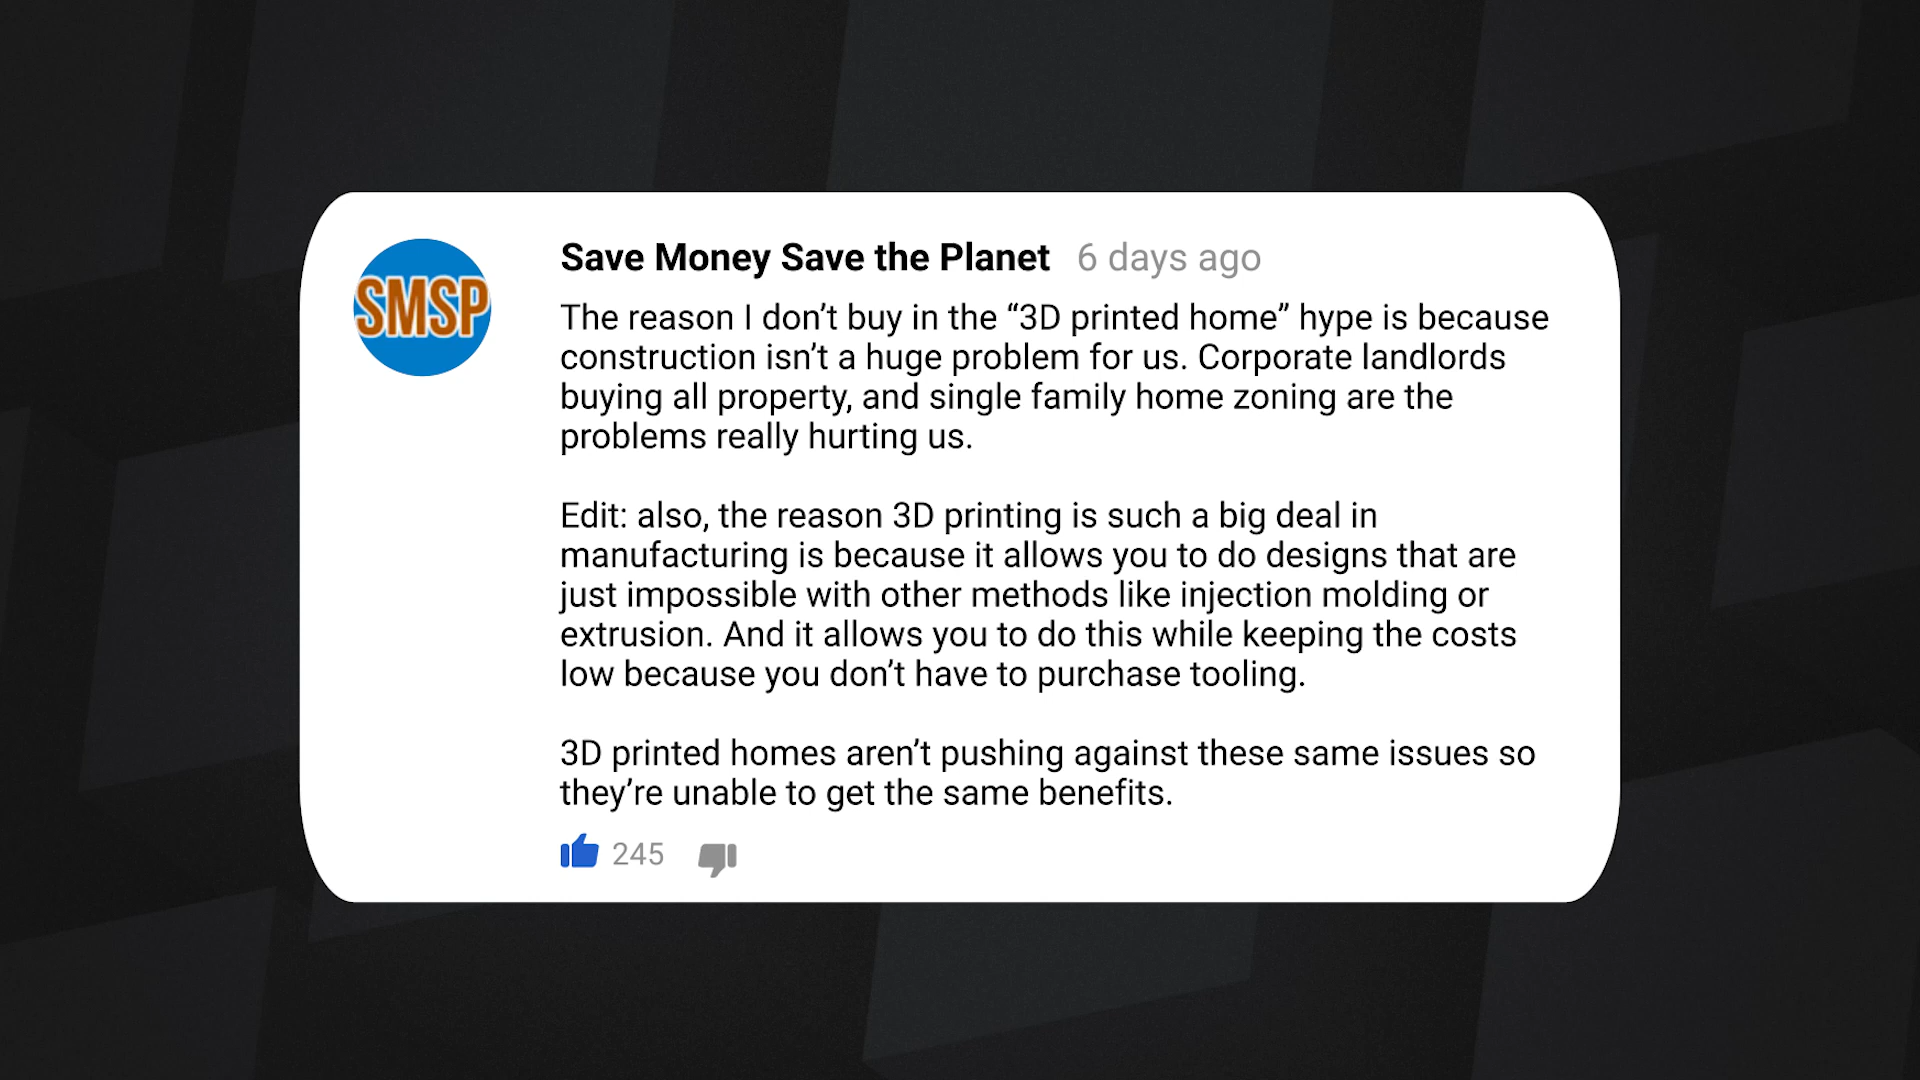 SMSP
Save Money Save the Planet 6 days ago
The reason I don’t buy in the “3D printed home” hype is because
construction isn’t a huge problem for us. Corporate landlords
buying all property, and single family home zoning are the
problems really hurting us.
Edit: also, the reason 3D printing is such a big deal in
manufacturing is because it allows you to do designs that are
just impossible with other methods like injection molding or
extrusion. And it allows you to do this while keeping the costs
low because you don’t have to purchase tooling.
3D printed homes aren’t pushing against these same issues so
they’re unable to get the same benefits.
245